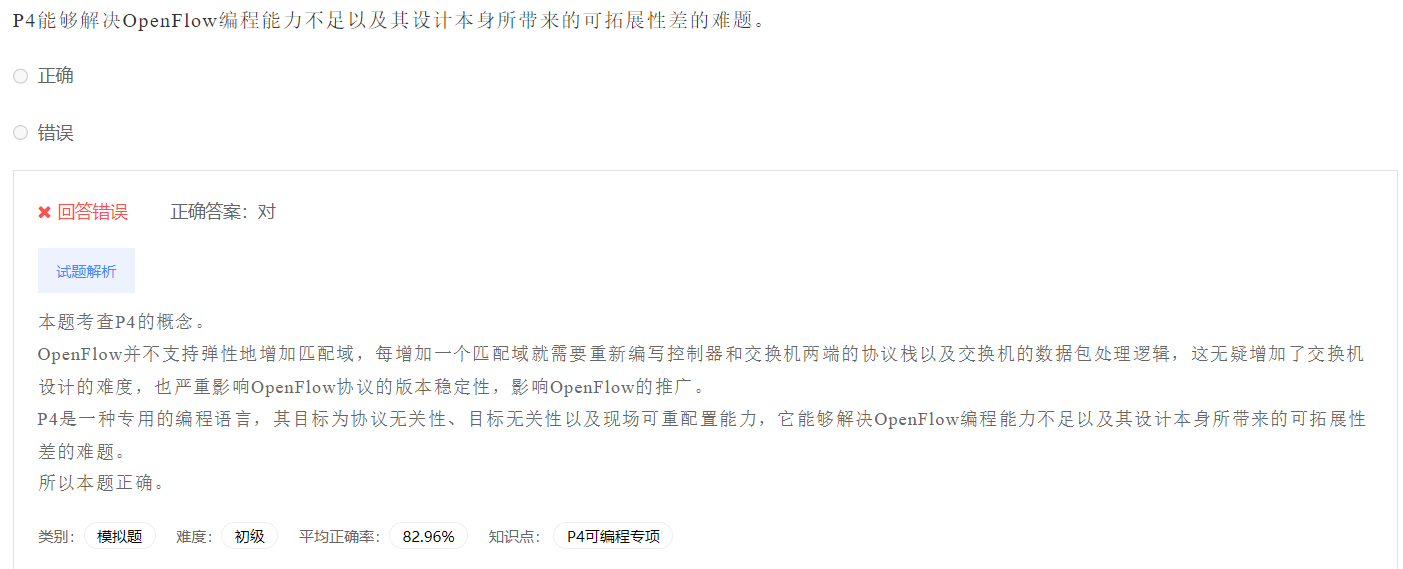 P4能够解决OpenFlow编程能力不足以及其设计本身所带来的可拓展性差的难题。
正确
错误
回答错误 正确答案：对
试题解析
本题考查P4的概念。
OpenFlow并不支持弹性地增加匹配域，每增加一个匹配域就需要重新编写控制器和交换机两端的协议栈以及交换机的数据包处理逻辑，这无疑增加了交换机
设计的难度，也严重影响OpenFlow协议的版本稳定性，影响OpenFlow的推广。
P4是一种专用的编程语言，其目标为协议无关性、目标无关性以及现场可重配置能力，它能够解决OpenFlow编程能力不足以及其设计本身所带来的可拓展性
差的难题。
所以本题正确。
类别： 模拟题 难度： 初级 平均正确率： 82.96% 知识点： P4可编程专项